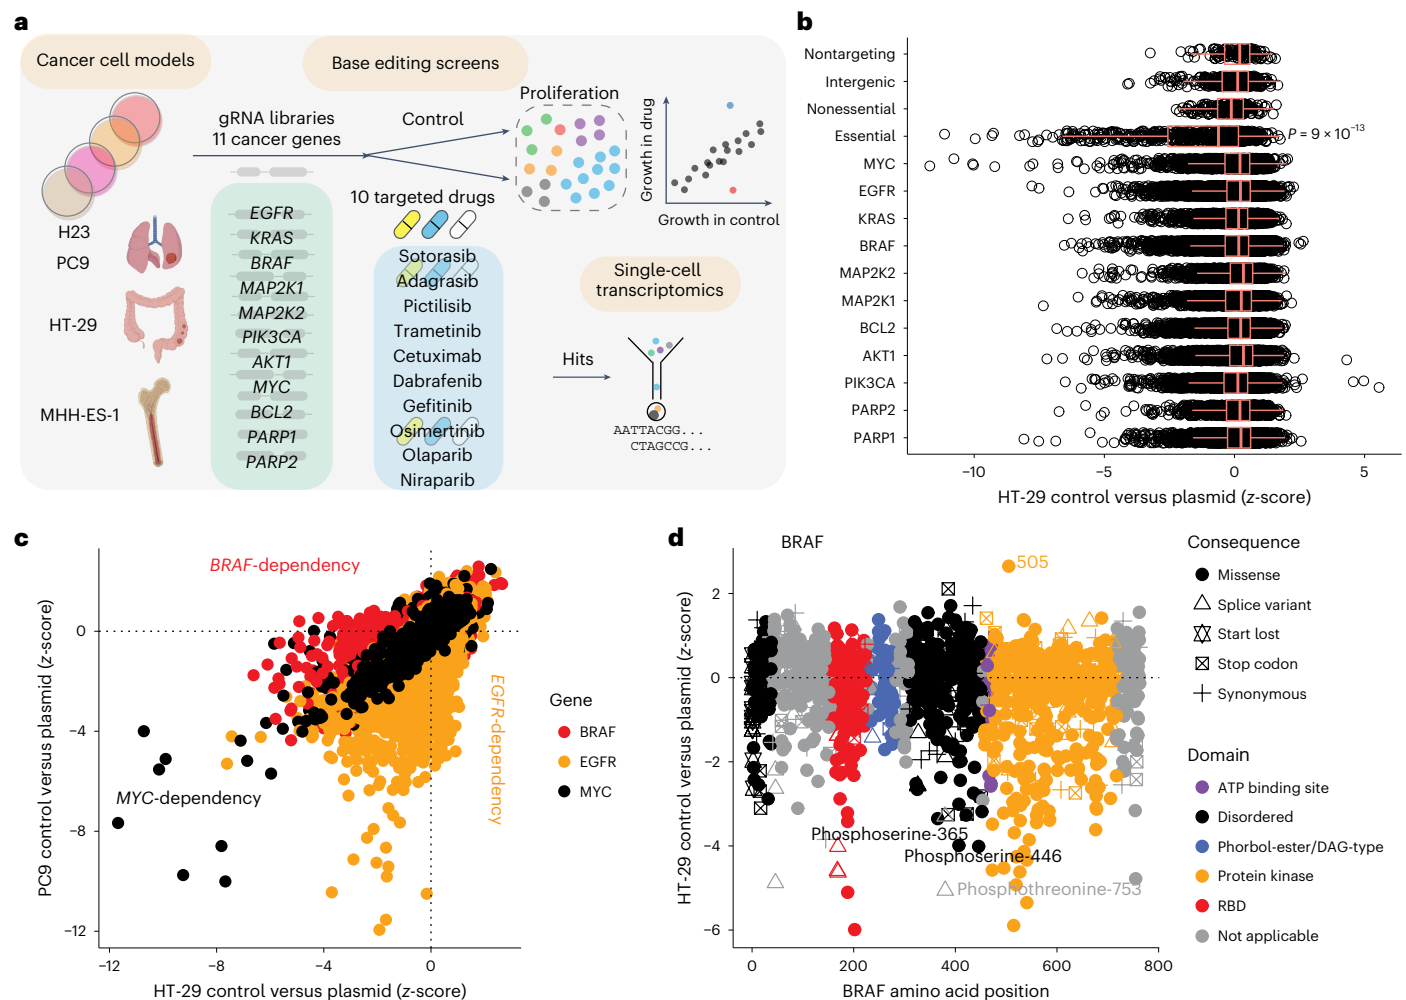 a
Cancer cell models
Base editing screens
gRNA libraries
11 cancer genes
Control
Proliferation
Growth in drug
Growth in control
10 targeted drugs
H23
PC9
HT-29
MHH-ES-1
EGFR
KRAS
BRAF
MAP2K1
MAP2K2
PIK3CA
AKT1
MYC
BCL2
PARP1
PARP2
Sotorasib
Adagrasib
Pictilisib
Trametinib
Cetuximab
Dabrafenib
Gefitinib
Osimertinib
Olaparib
Niraparib
Hits
Single-cell
transcriptomics
AATTACGG...
CTAGCCG...
b
Nontargeting
Intergenic
Nonessential
Essential
MYC
EGFR
KRAS
BRAF
MAP2K2
MAP2K1
BCL2
AKT1
PIK3CA
PARP2
PARP1
P = 9 × 10−13
−10 −5 0 5
HT-29 control versus plasmid (z-score)
c
BRAF-dependency
EGFR-dependency
MYC-dependency
PC9 control versus plasmid (z-score)
0
−4
−8
−12
−12 −8 −4 0
HT-29 control versus plasmid (z-score)
Gene
BRAF
EGFR
MYC
d
BRAF
505
Phosphoserine-365
Phosphoserine-446
Phosphothreonine-753
HT-29 control versus plasmid (z-score)
2
0
−2
−4
−6
0 200 400 600 800
BRAF amino acid position
Consequence
Missense
Splice variant
Start lost
Stop codon
Synonymous
Domain
ATP binding site
Disordered
Phorbol-ester/DAG-type
Protein kinase
RBD
Not applicable